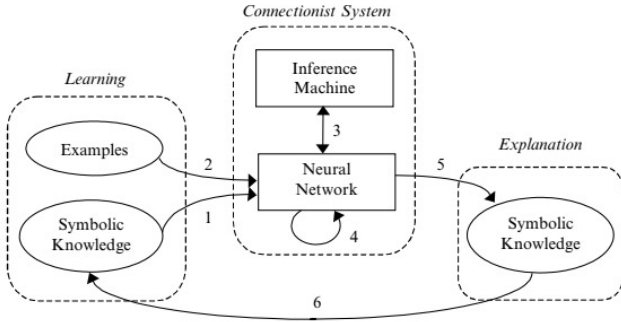 Connectionist System
Inference
Machine
Learning
3
Explanation
Examples
2
Neural
Network
5
Symbolic
Knowledge
1
4
Symbolic
Knowledge
6